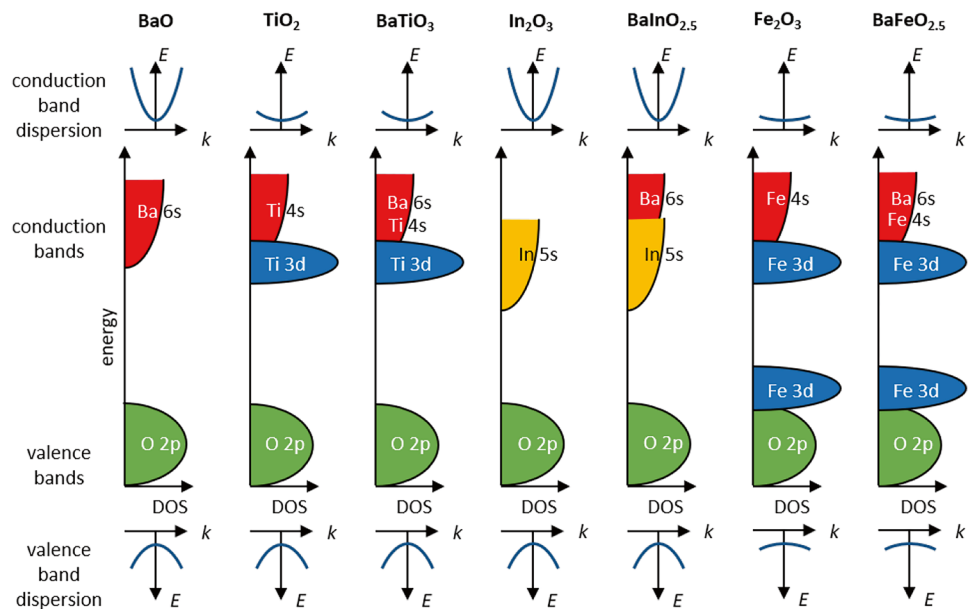 BaO TiO₂ BaTiO₃ In₂O₃ BaInO₂.₅ Fe₂O₃ BaFeO₂.₅
E E E E E E E
conduction
band
dispersion
k k k k k k k
conduction
bands
Ba 6s
Ti 4s
Ti 3d
Ba 6s
Ti 4s
Ti 3d
In 5s
Ba 6s
In 5s
Fe 4s
Fe 3d
Ba 6s
Fe 4s
Fe 3d
energy
Fe 3d Fe 3d
valence
bands
O 2p O 2p O 2p O 2p O 2p O 2p O 2p
DOS DOS DOS DOS DOS DOS DOS
valence
band
dispersion
k k k k k k k
E E E E E E E